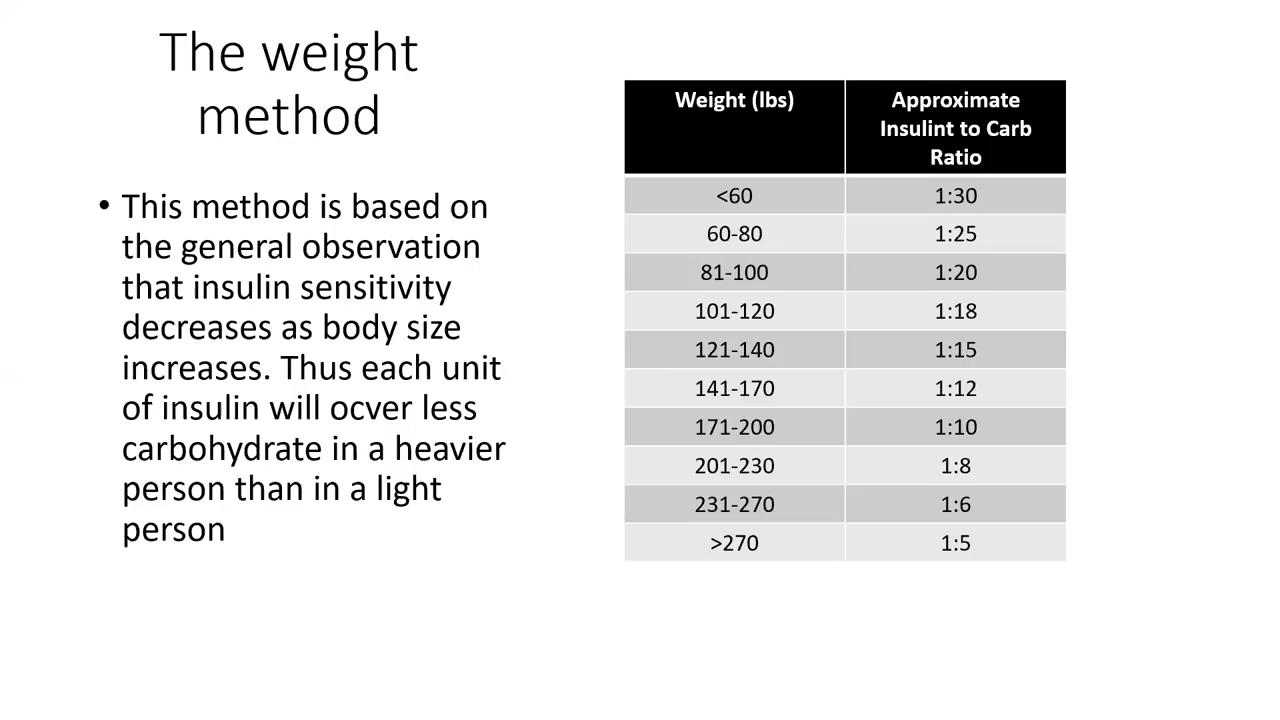 The weight
method
• This method is based on
the general observation
that insulin sensitivity
decreases as body size
increases. Thus each unit
of insulin will ocver less
carbohydrate in a heavier
person than in a light
person
Weight (lbs) Approximate
Insulint to Carb
Ratio
<60 1:30
60-80 1:25
81-100 1:20
101-120 1:18
121-140 1:15
141-170 1:12
171-200 1:10
201-230 1:8
231-270 1:6
>270 1:5